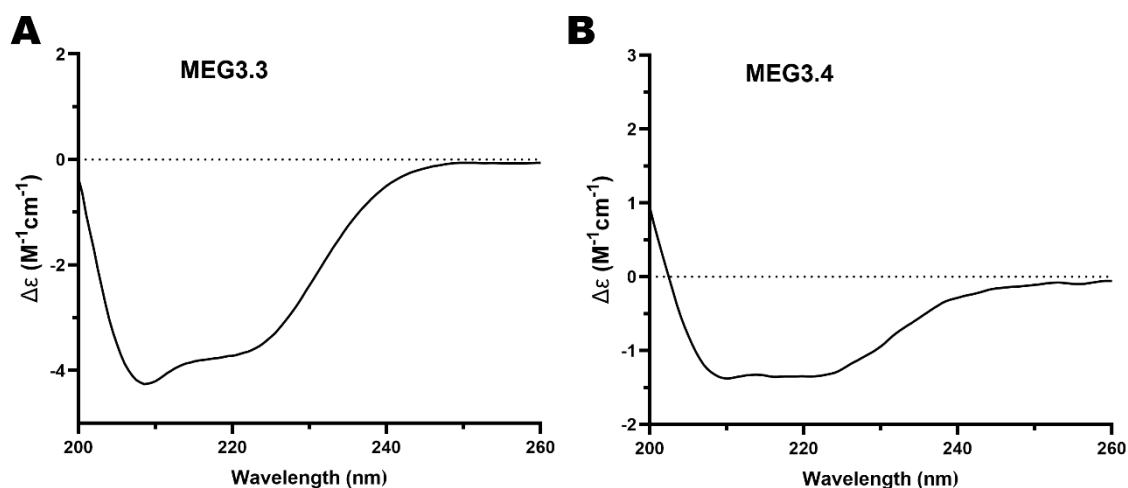 A
MEG3.3
2
0
-2
-4
Δε (M⁻¹cm⁻¹)
200
220
240
260
Wavelength (nm)
B
MEG3.4
3
2
1
0
-1
-2
Δε (M⁻¹cm⁻¹)
200
220
240
260
Wavelength (nm)